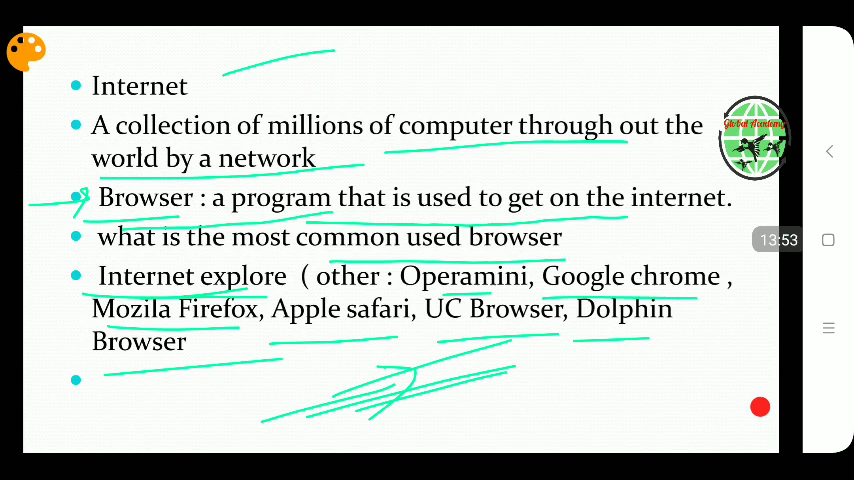 Internet
A collection of millions of computer through out the
world by a network
Browser : a program that is used to get on the internet.
what is the most common used browser
Internet explore ( other : Operamini, Google chrome ,
Mozila Firefox, Apple safari, UC Browser, Dolphin
Browser
Global Academy
13:53